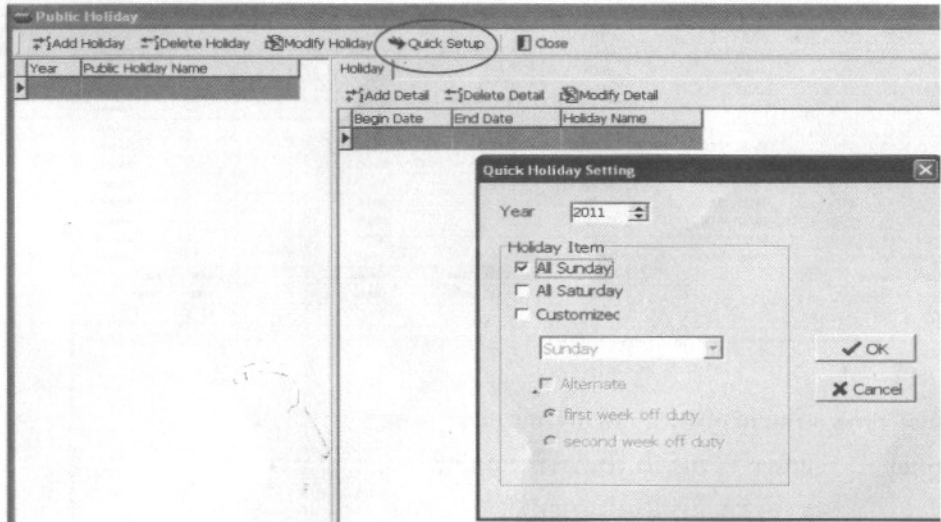 Public Holiday
Add Holiday Delete Holiday Modify Holiday Quick Setup Close
Year Public Holiday Name
Holiday
Add Detail Delete Detail Modify Detail
Begin Date End Date Holiday Name
Quick Holiday Setting
Year 2011
Holiday Item
All Sunday
All Saturday
Customized
Sunday
OK
Alternate
Cancel
first week off duty
second week off duty